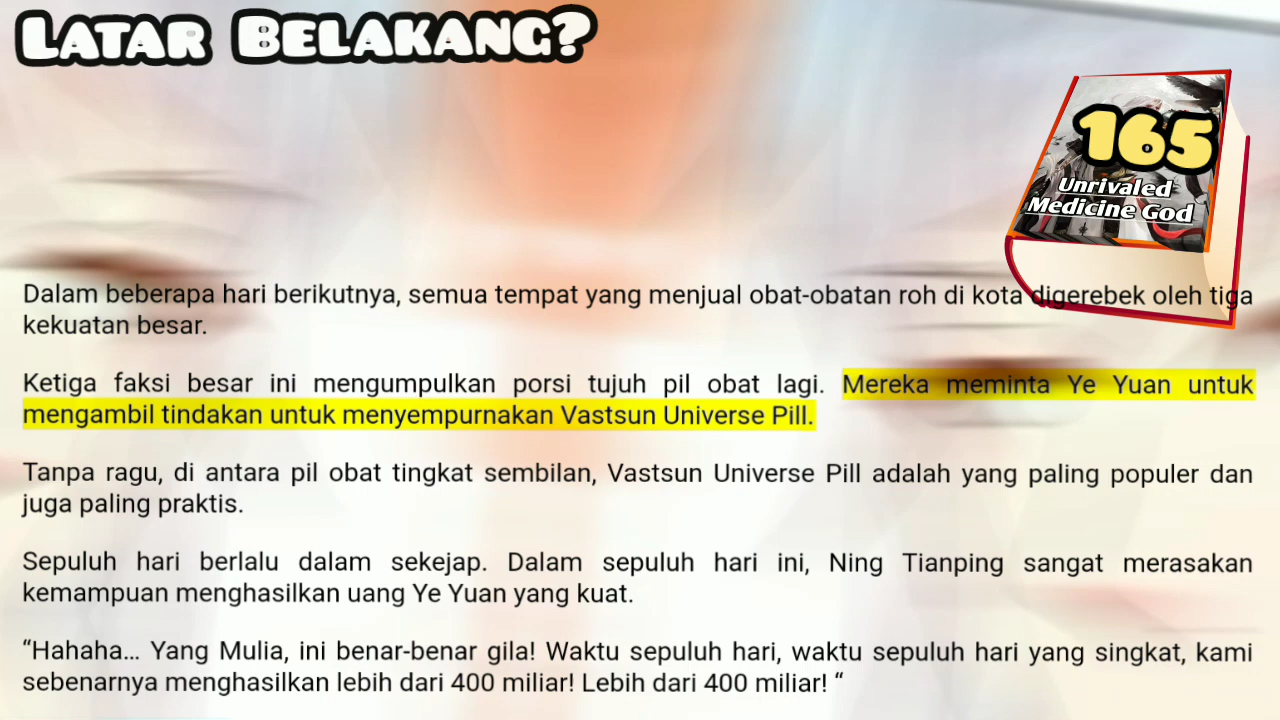 Latar Belakang?
165
Unrivaled
Medicine God
Dalam beberapa hari berikutnya, semua tempat yang menjual obat-obatan roh di kota digerebek oleh tiga
kekuatan besar.
Ketiga faksi besar ini mengumpulkan porsi tujuh pil obat lagi. Mereka meminta Ye Yuan untuk
mengambil tindakan untuk menyempurnakan Vastsun Universe Pill.
Tanpa ragu, di antara pil obat tingkat sembilan, Vastsun Universe Pill adalah yang paling populer dan
juga paling praktis.
Sepuluh hari berlalu dalam sekejap. Dalam sepuluh hari ini, Ning Tianping sangat merasakan
kemampuan menghasilkan uang Ye Yuan yang kuat.
“Hahaha… Yang Mulia, ini benar-benar gila! Waktu sepuluh hari, waktu sepuluh hari yang singkat, kami
sebenarnya menghasilkan lebih dari 400 miliar! Lebih dari 400 miliar! “